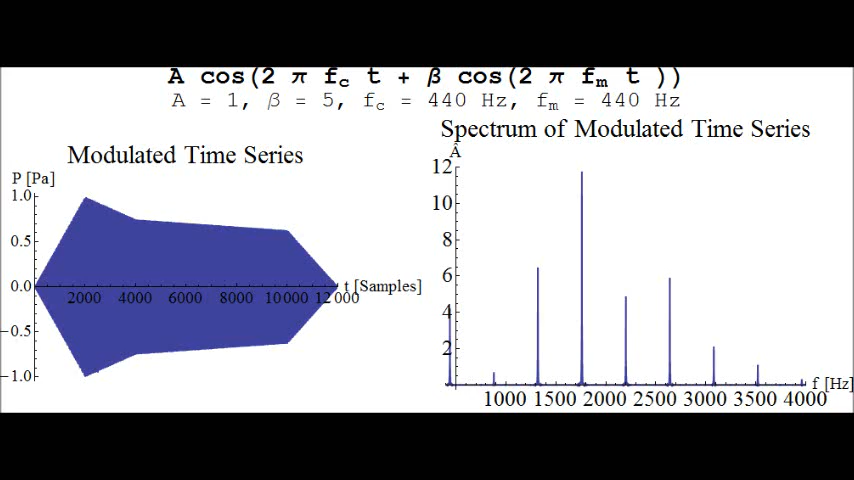 A cos(2 π fc t + β cos(2 π fm t ))
A = 1, β = 5, fc = 440 Hz, fm = 440 Hz
Modulated Time Series
P [Pa]
1.0
0.5
0.0
-0.5
-1.0
2000 4000 6000 8000 10000 12000
t [Samples]
Spectrum of Modulated Time Series
Â
12
10
8
6
4
2
1000 1500 2000 2500 3000 3500 4000
f [Hz]